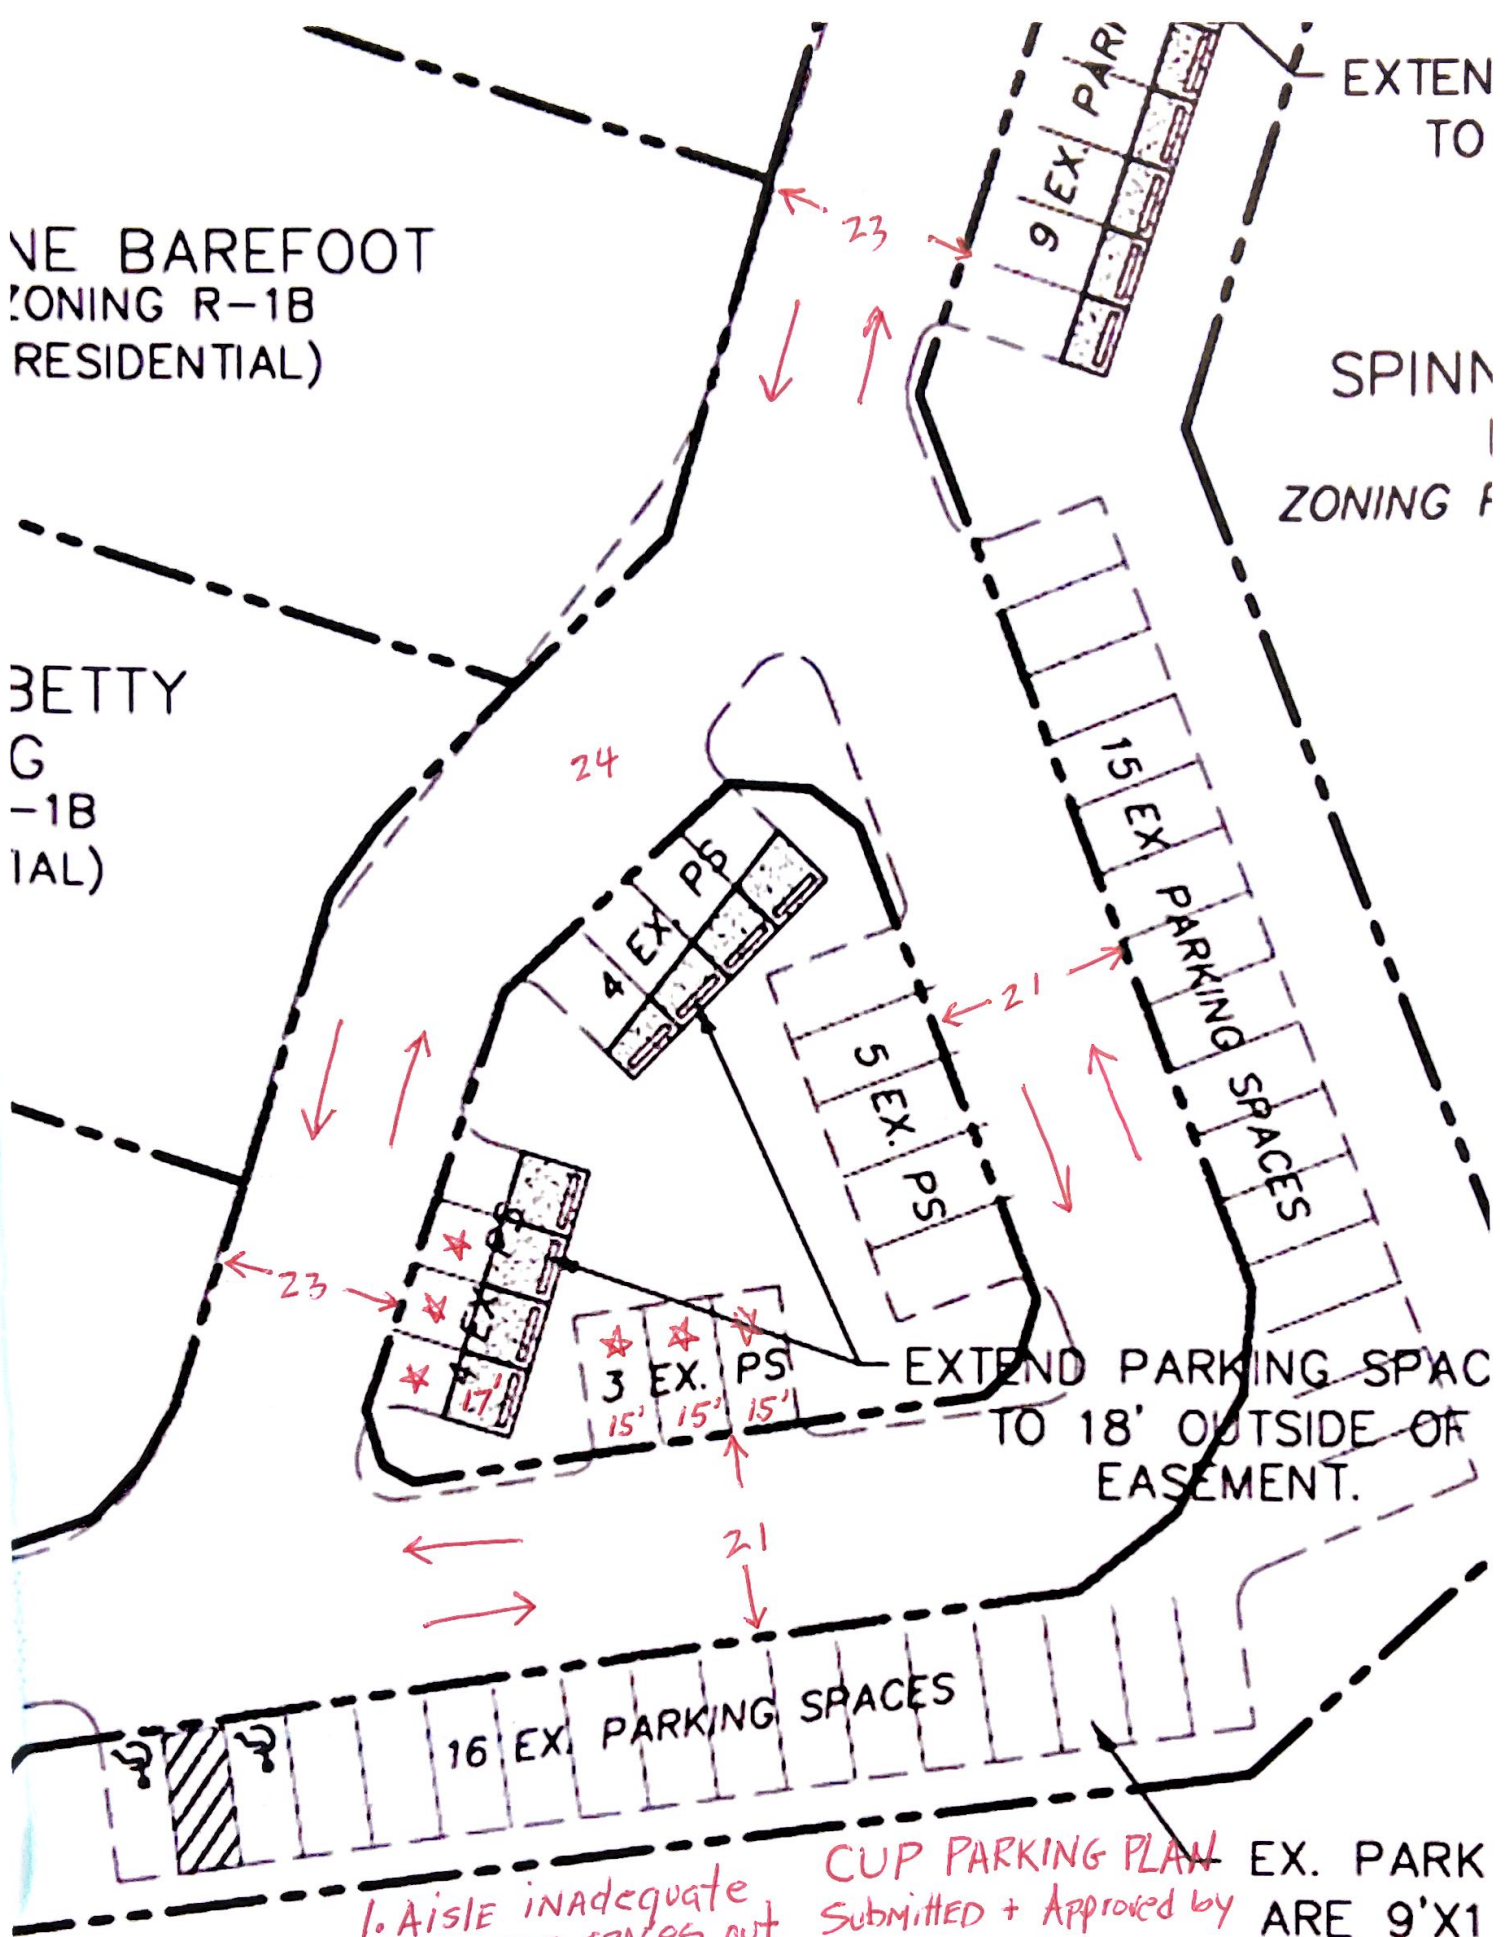 EXTEN
TO
9 EX. PAR
23
NE BAREFOOT
ZONING R-1B
RESIDENTIAL)
SPINN
ZONING
BETTY
G
-1B
IAL)
24
15 EX PARKING SPACES
4 EX. PS
21
5 EX. PS
23
4 EX. PS
17'
3 EX. PS
15' 15' 15'
EXTEND PARKING SPAC
TO 18' OUTSIDE OF
EASEMENT.
21
16 EX. PARKING SPACES
CUP PARKING PLAN
Submitted + Approved by
1. AISLE INAdequate
out
EX. PARK
ARE 9'X1